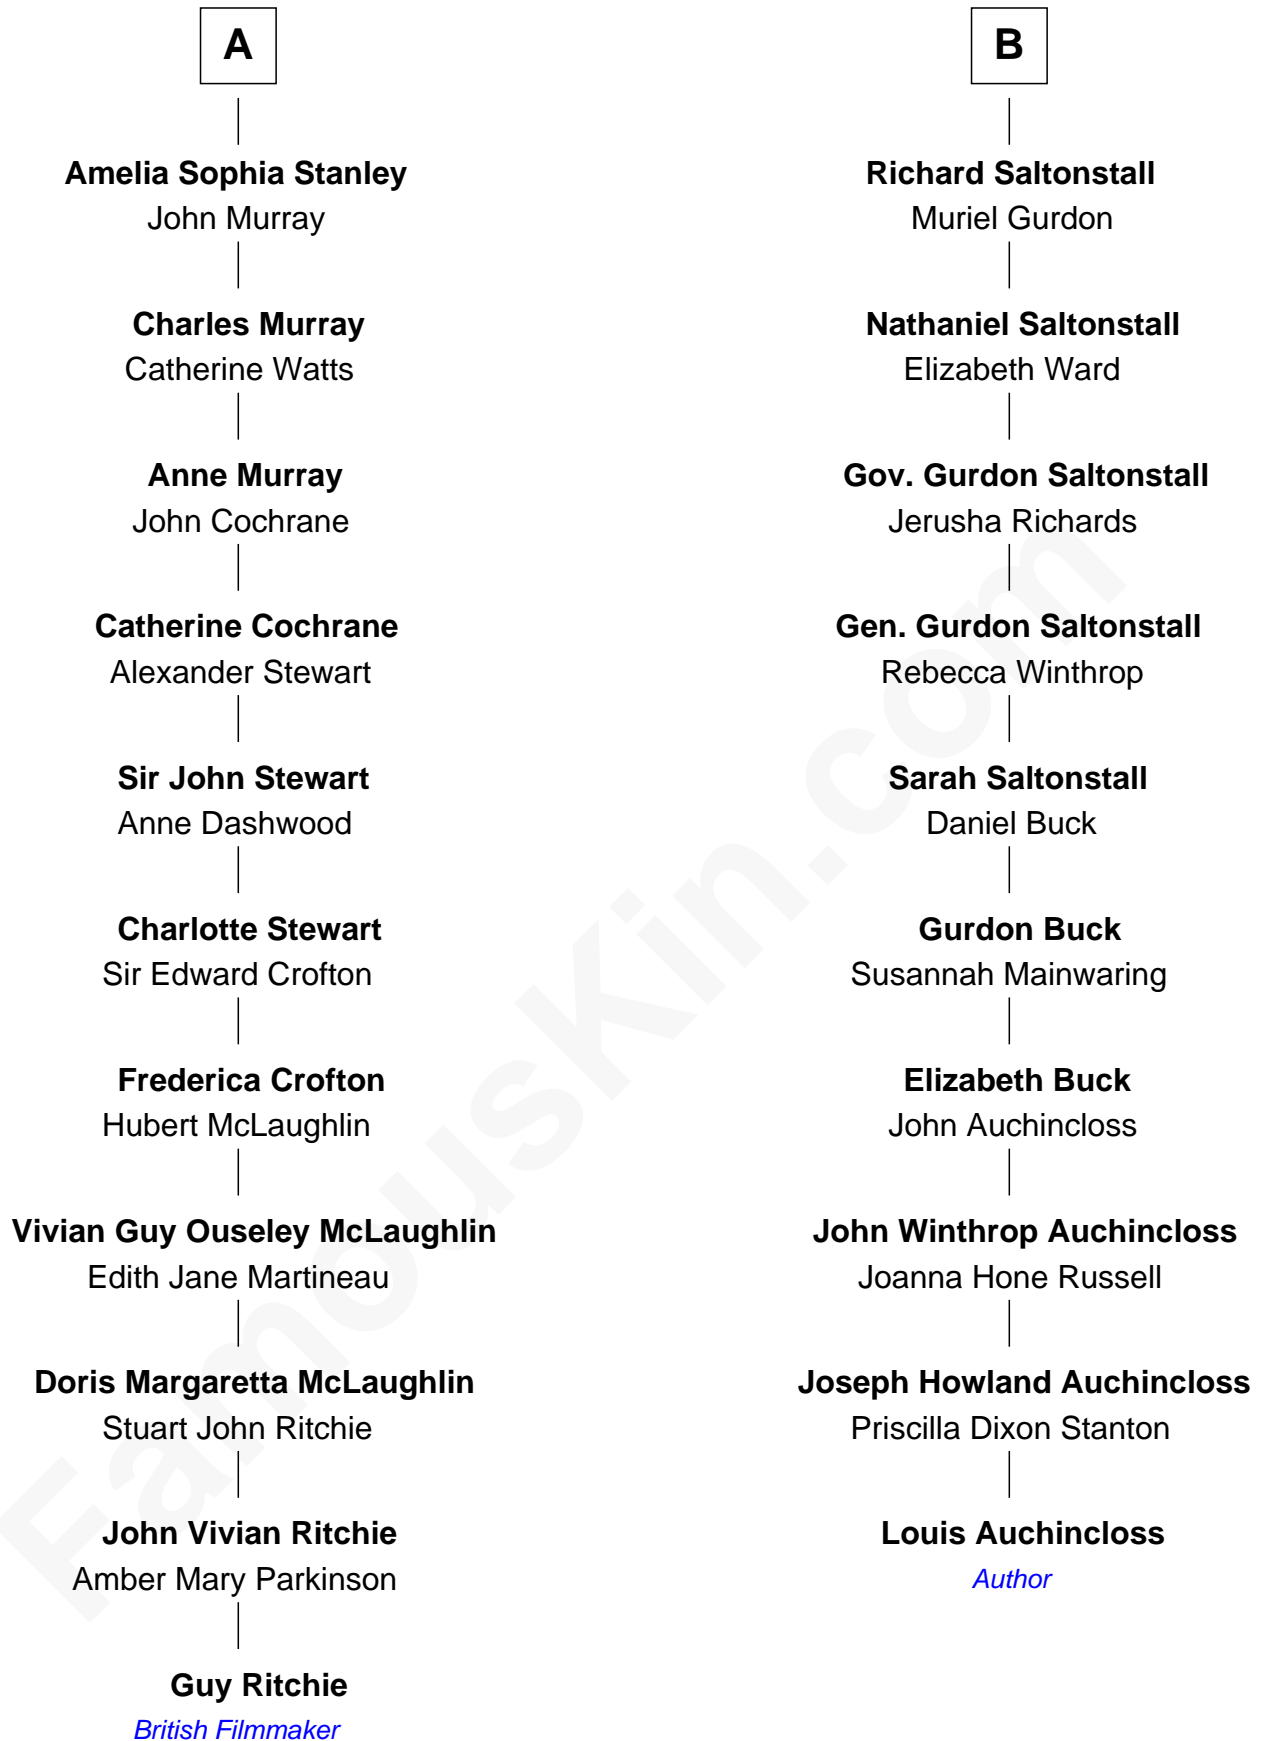 A
Amelia Sophia Stanley
John Murray
Charles Murray
Catherine Watts
Anne Murray
John Cochrane
Catherine Cochrane
Alexander Stewart
Sir John Stewart
Anne Dashwood
Charlotte Stewart
Sir Edward Crofton
Frederica Crofton
Hubert McLaughlin
Vivian Guy Ouseley McLaughlin
Edith Jane Martineau
Doris Margaretta McLaughlin
Stuart John Ritchie
John Vivian Ritchie
Amber Mary Parkinson
Guy Ritchie
British Filmmaker
B
Richard Saltonstall
Muriel Gurdon
Nathaniel Saltonstall
Elizabeth Ward
Gov. Gurdon Saltonstall
Jerusha Richards
Gen. Gurdon Saltonstall
Rebecca Winthrop
Sarah Saltonstall
Daniel Buck
Gurdon Buck
Susannah Mainwaring
Elizabeth Buck
John Auchincloss
John Winthrop Auchincloss
Joanna Hone Russell
Joseph Howland Auchincloss
Priscilla Dixon Stanton
Louis Auchincloss
Author
FamousKin.com